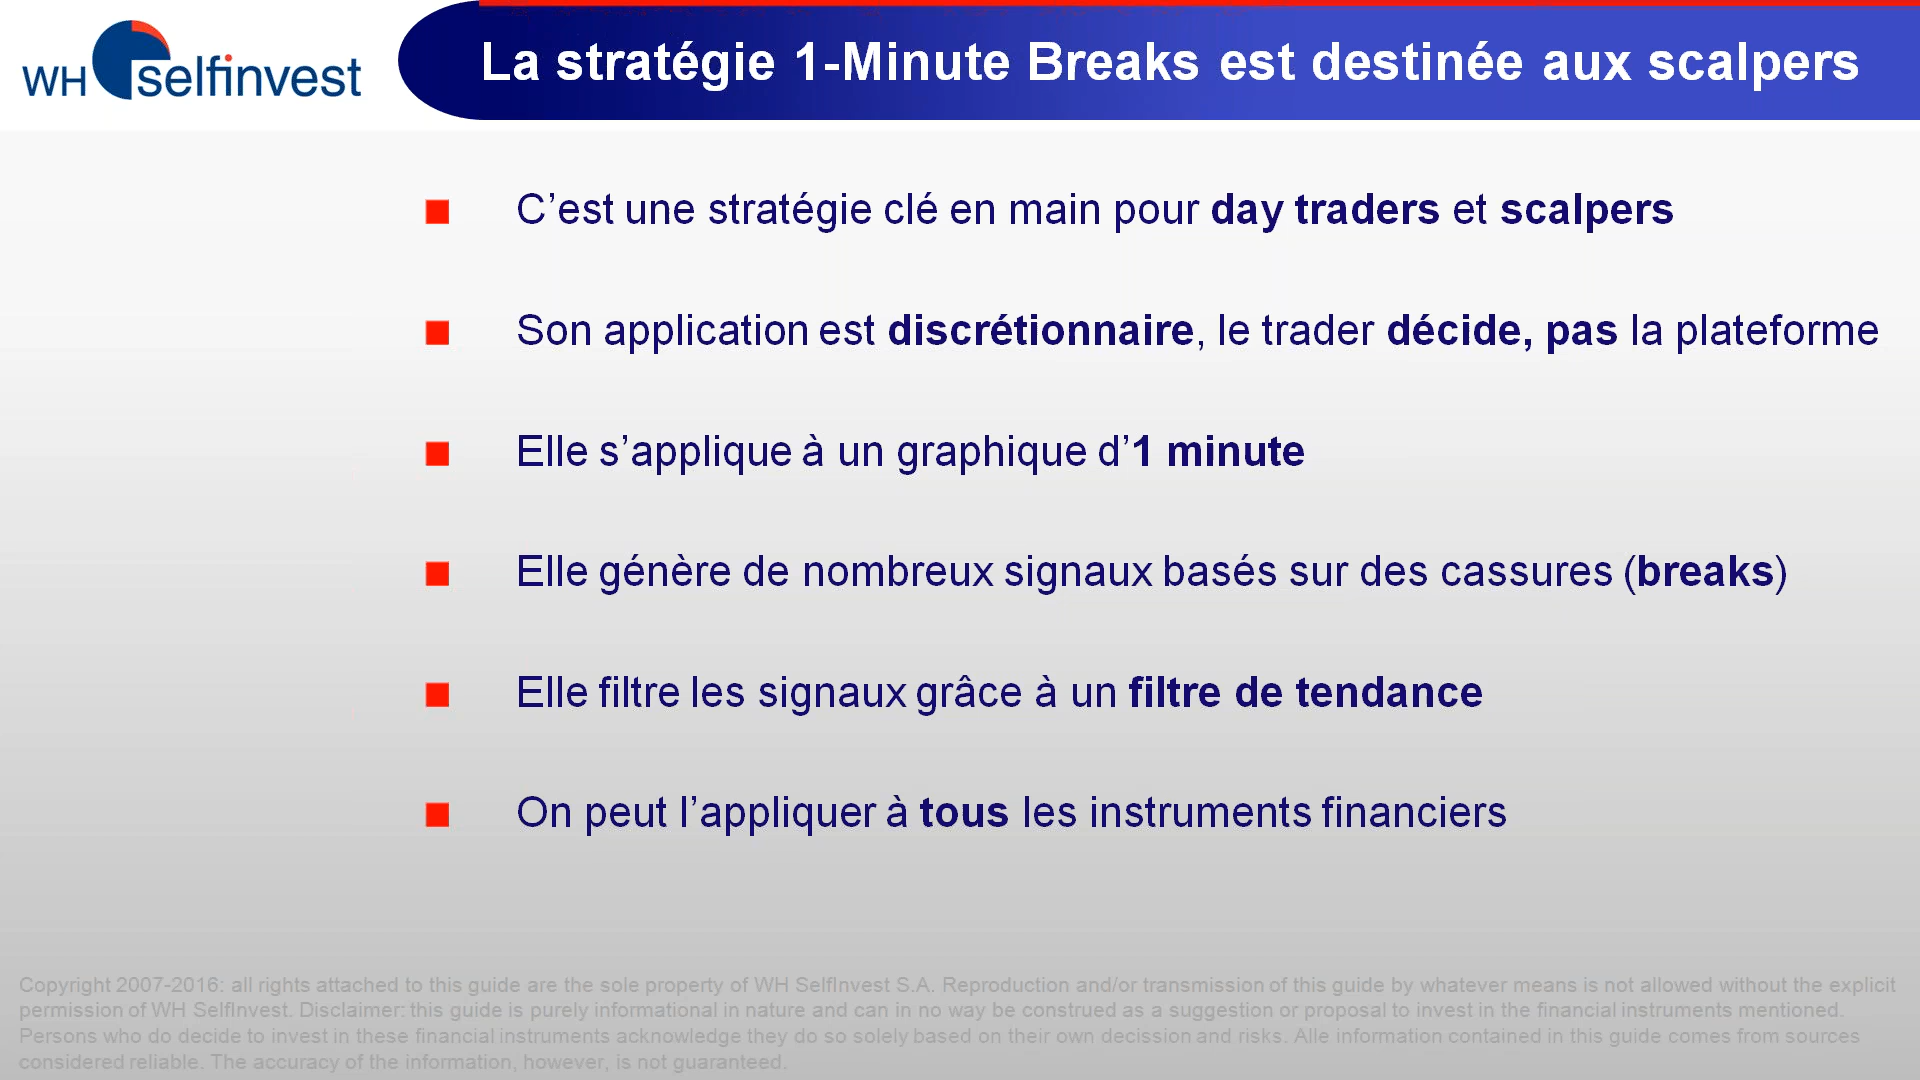 WH selfinvest
La stratégie 1-Minute Breaks est destinée aux scalpers
C’est une stratégie clé en main pour day traders et scalpers
Son application est discrétionnaire, le trader décide, pas la plateforme
Elle s’applique à un graphique d’1 minute
Elle génère de nombreux signaux basés sur des cassures (breaks)
Elle filtre les signaux grâce à un filtre de tendance
On peut l’appliquer à tous les instruments financiers
Copyright 2007-2016: all rights attached to this guide are the sole property of WH SelfInvest S.A. Reproduction and/or transmission of this guide by whatever means is not allowed without the explicit
permission of WH SelfInvest. Disclaimer: this guide is purely informational in nature and can in no way be construed as a suggestion or proposal to invest in the financial instruments mentioned.
Persons who do decide to invest in these financial instruments acknowledge they do so solely based on their own decission and risks. Alle information contained in this guide comes from sources
considered reliable. The accuracy of the information, however, is not guaranteed.